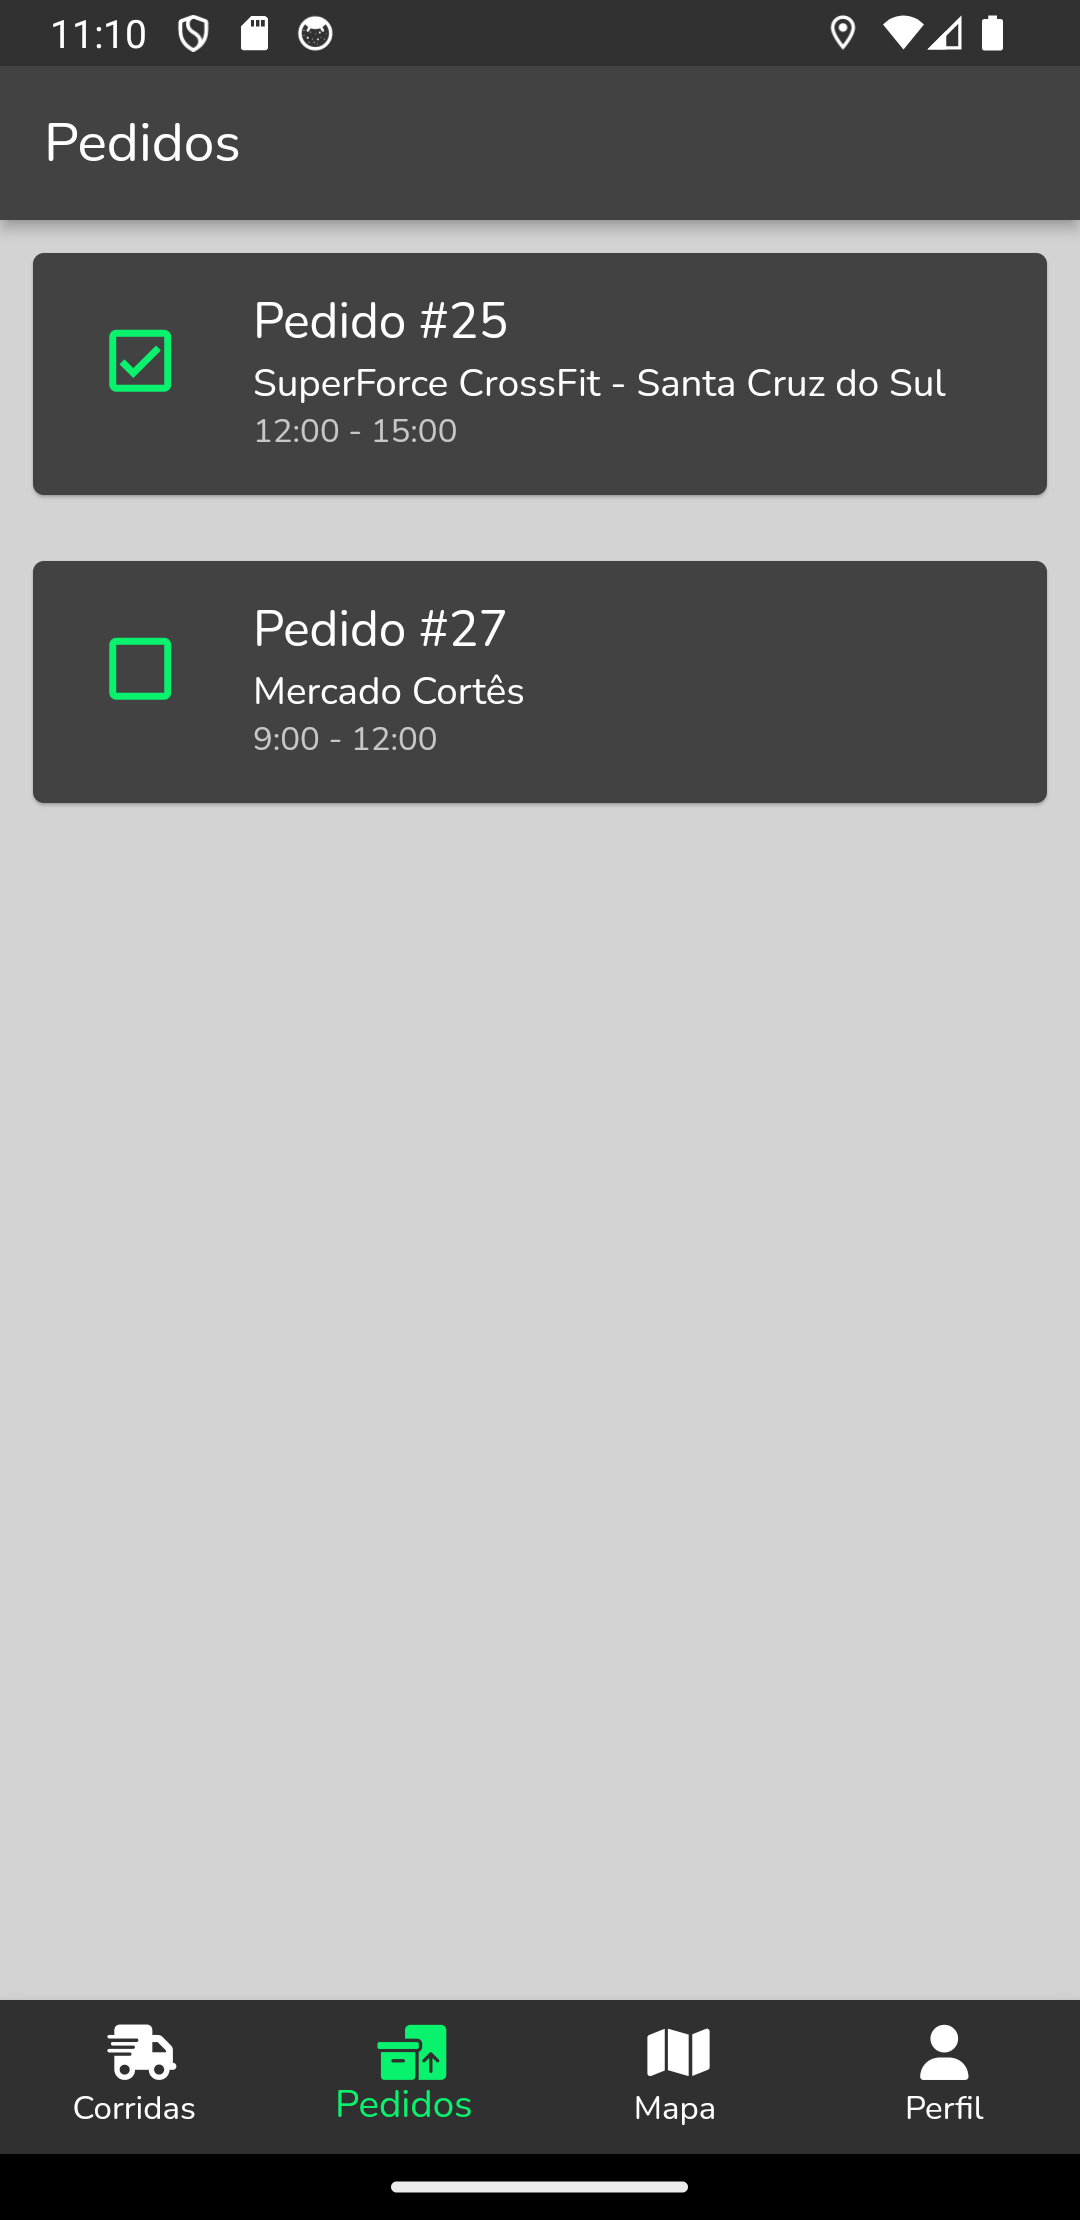 11:10
Pedidos
Pedido #25
SuperForce CrossFit - Santa Cruz do Sul
12:00 - 15:00
Pedido #27
Mercado Cortês
9:00 - 12:00
Corridas
Pedidos
Mapa
Perfil